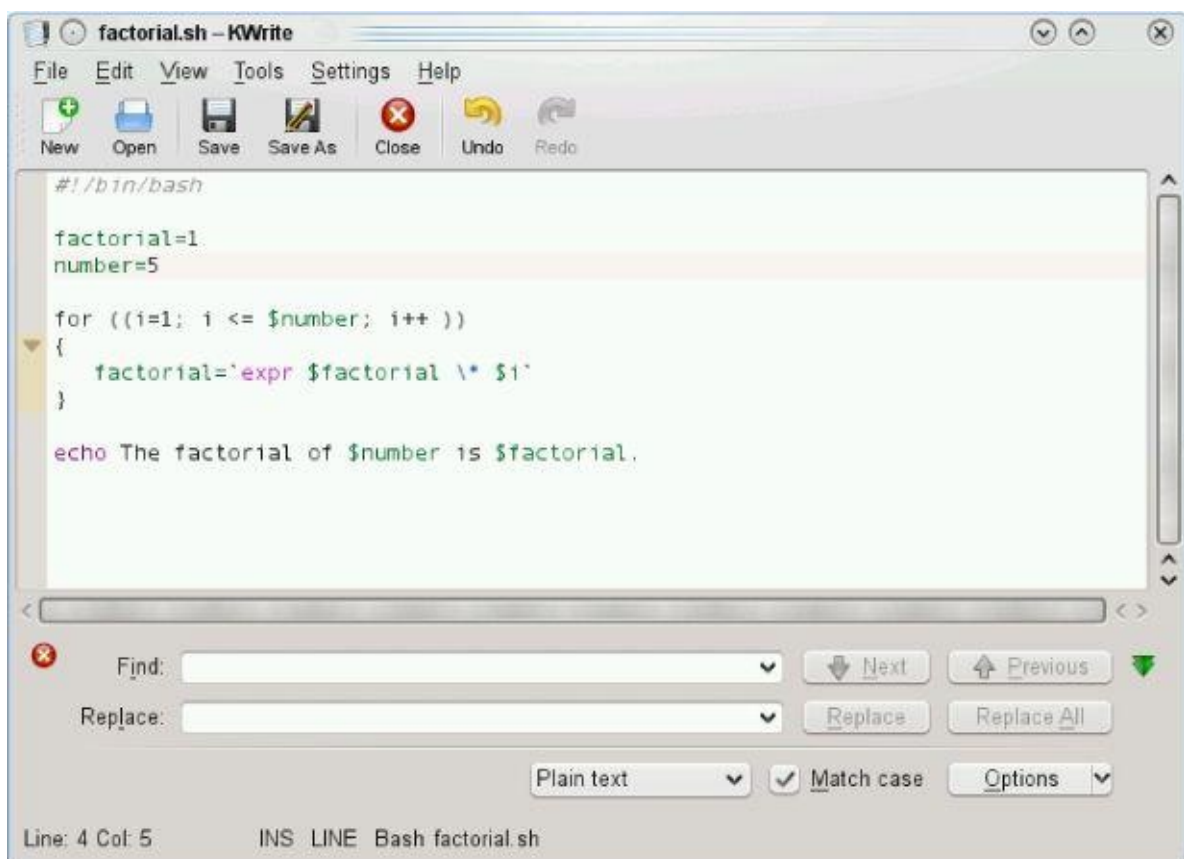 factorial.sh – KWrite
File Edit View Tools Settings Help
New Open Save Save As Close Undo Redo
#!/bin/bash
factorial=1
number=5
for ((i=1; i <= $number; i++ ))
{
factorial=`expr $factorial \* $i`
}
echo The factorial of $number is $factorial.
Find: Next Previous
Replace: Replace Replace All
Plain text Match case Options
Line: 4 Col: 5 INS LINE Bash factorial.sh